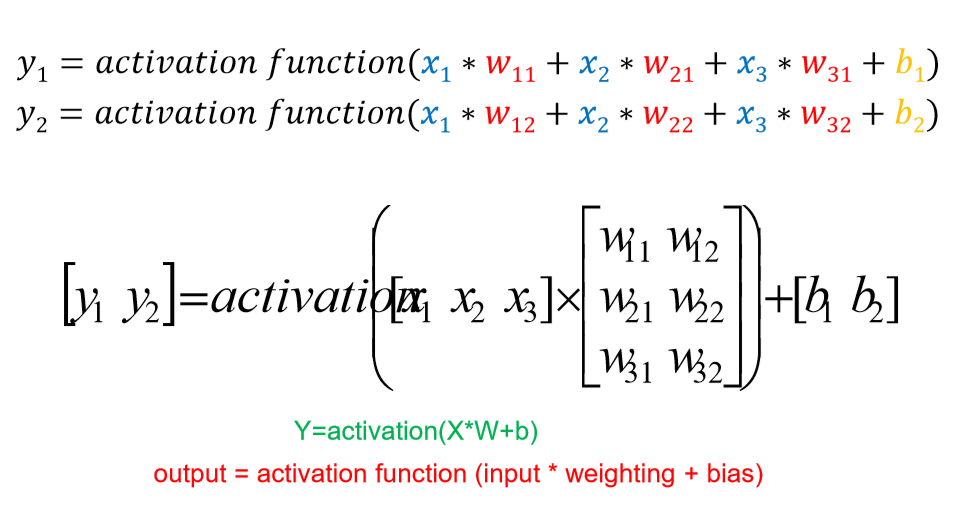 y₁ = activation function(x₁ * w₁₁ + x₂ * w₂₁ + x₃ * w₃₁ + b₁)
y₂ = activation function(x₁ * w₁₂ + x₂ * w₂₂ + x₃ * w₃₂ + b₂)
w₁₁ w₁₂
[y₁ y₂]=activation([x₁ x₂ x₃]×[w₂₁ w₂₂])+[b₁ b₂]
w₃₁ w₃₂
Y=activation(X*W+b)
output = activation function (input * weighting + bias)